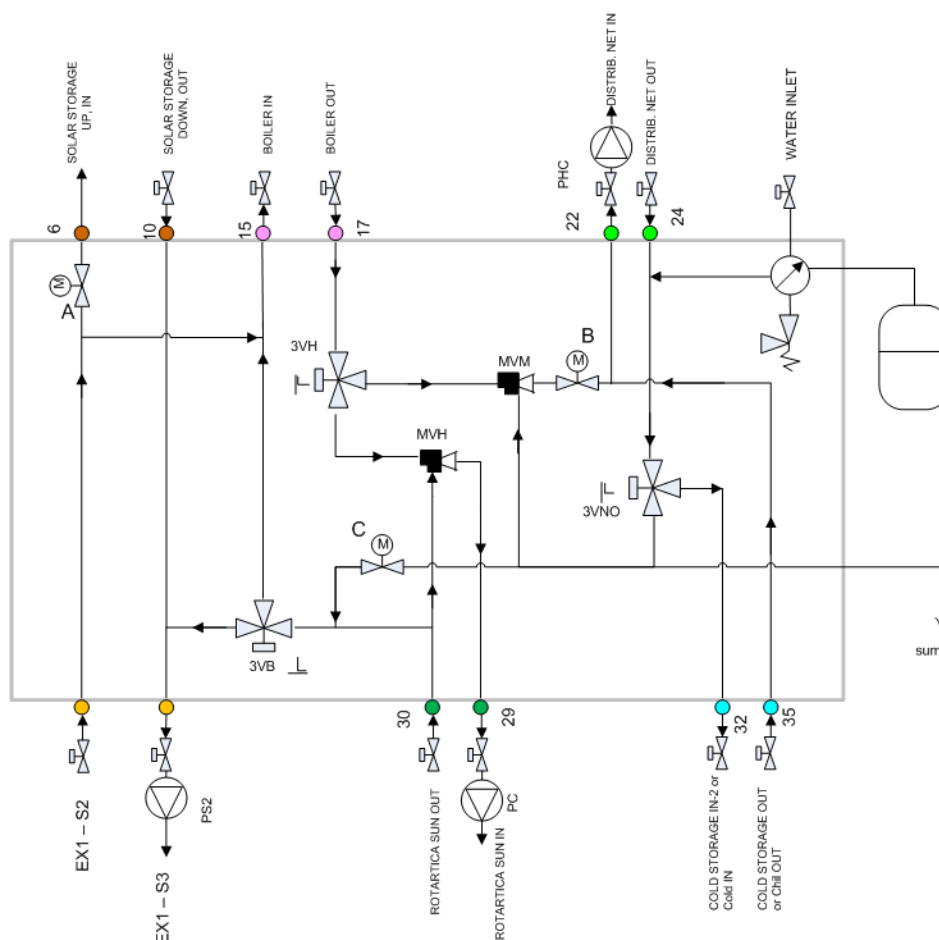 SOLAR STORAGE
UP, IN
SOLAR STORAGE
DOWN, OUT
BOILER IN
BOILER OUT
DISTRIB. NET IN
DISTRIB. NET OUT
WATER INLET
PHC
6
10
15
17
22
24
M
A
3VH
MVM
B
M
MVH
3VNO
C
M
3VB
30
29
32
35
EX1 – S2
PS2
EX1 – S3
ROTARTICA SUN OUT
PC
ROTARTICA SUN IN
COLD STORAGE IN-2 or
Cold IN
COLD STORAGE OUT
or Chill OUT
sum